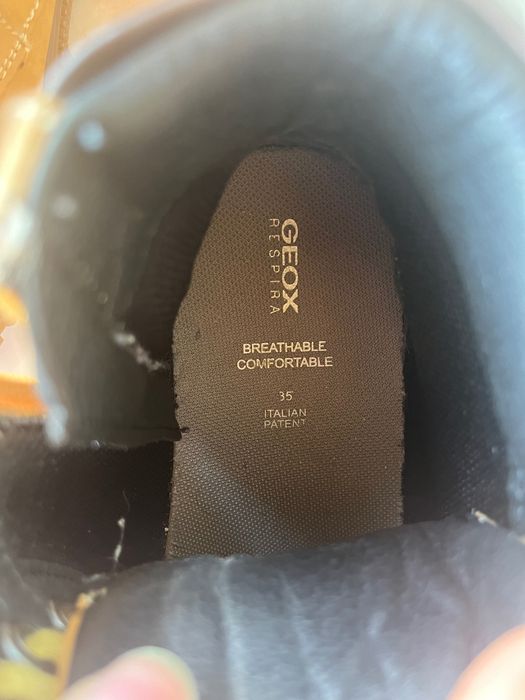 GEOX
RESPIRA
BREATHABLE
COMFORTABLE
35
ITALIAN
PATENT